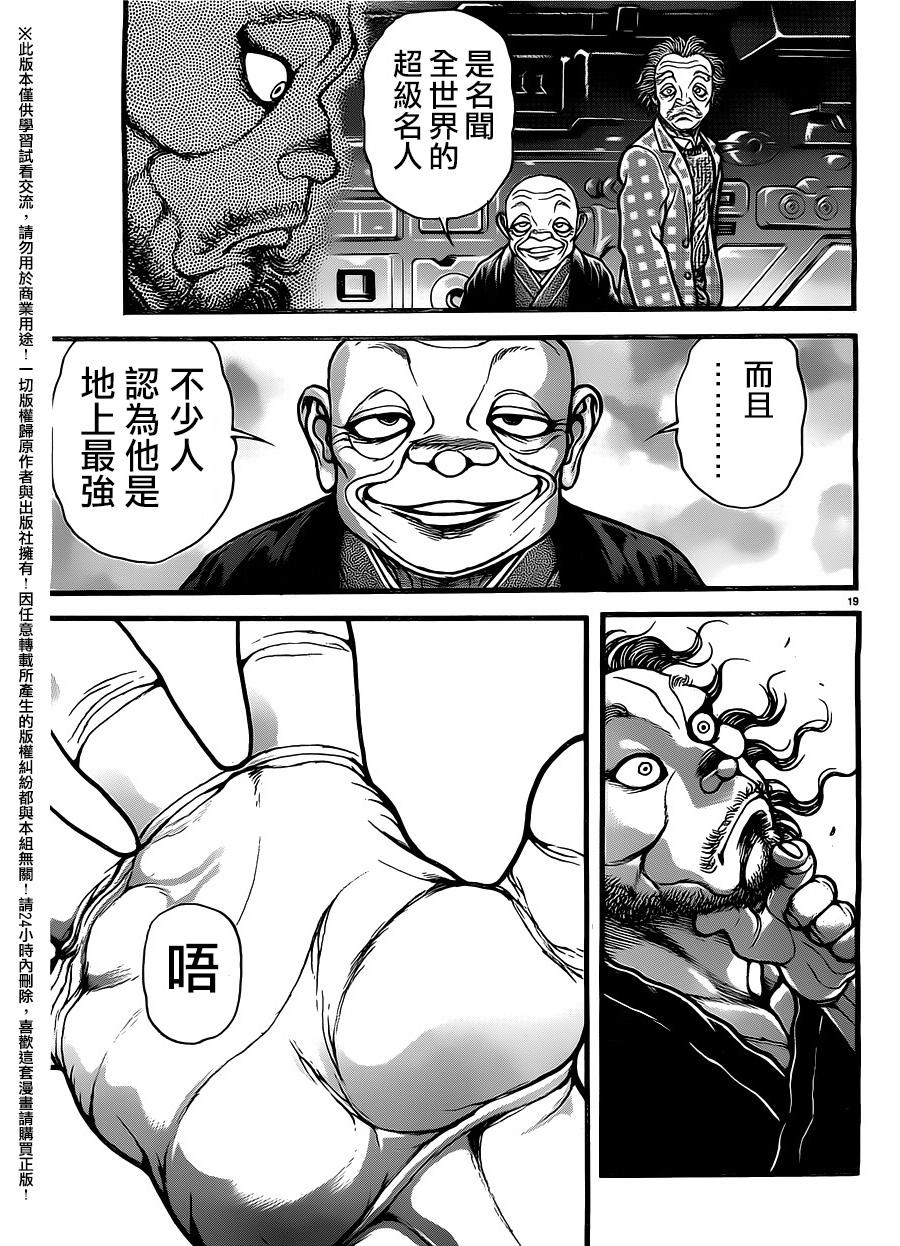 是名聞
全世界的
超級名人
而且
………………
不少人
認為他是
地上最強
19
唔
※此版本僅供學習試看交流，請勿用於商業用途！一切版權歸原作者與出版社擁有！因任意轉載所產生的版權糾紛都與本組無關！請24小時內刪除，喜歡這套漫畫請購買正版！